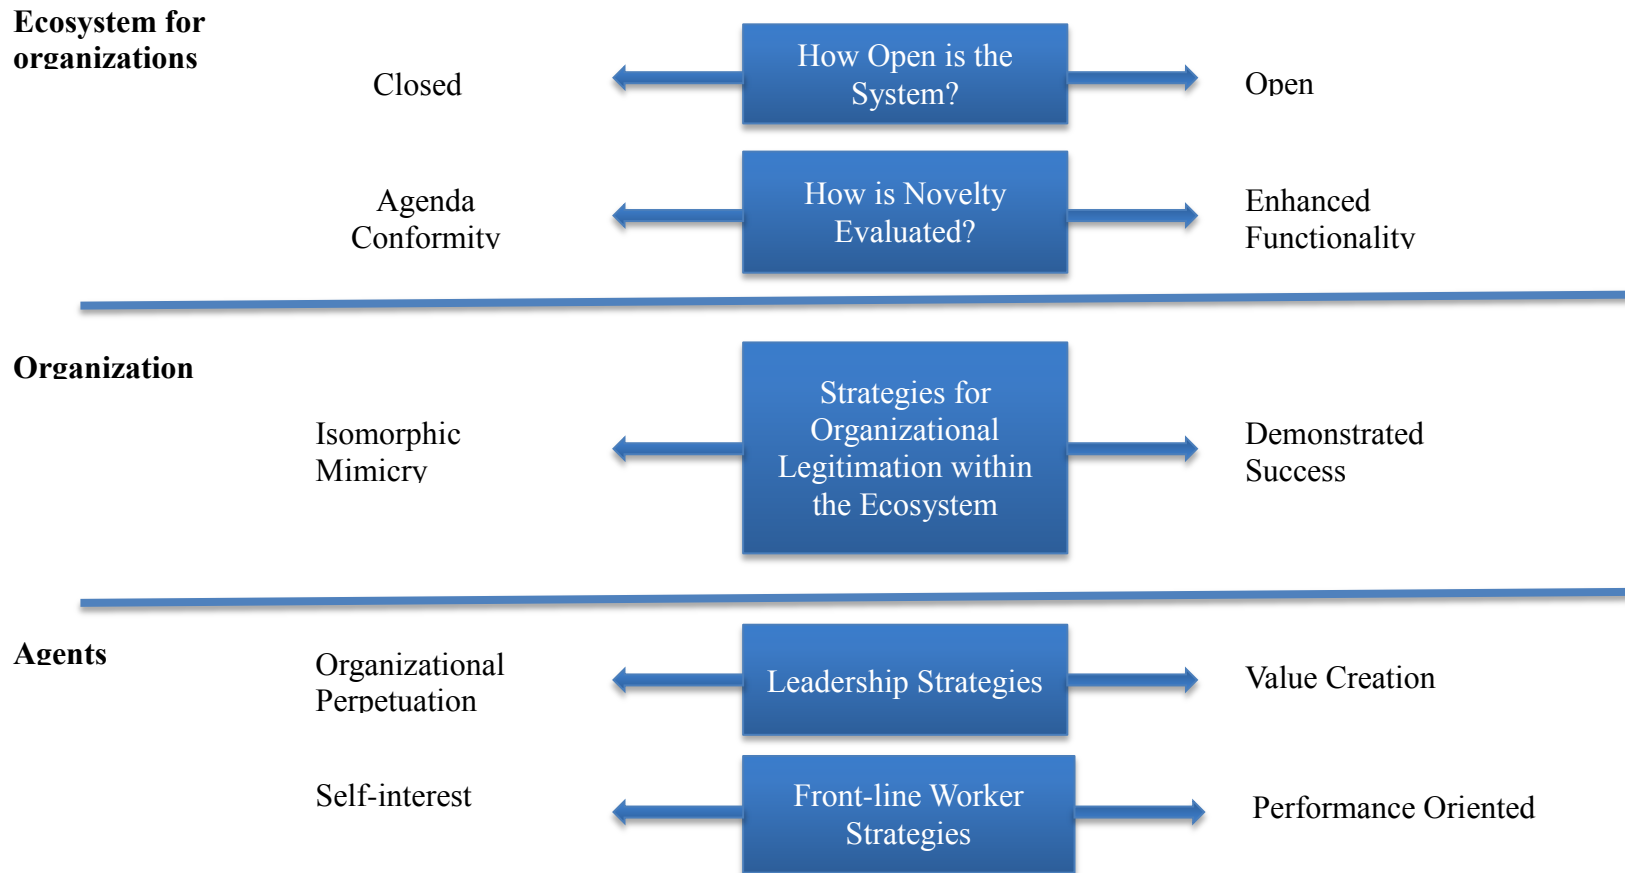 Ecosystem for
organizations
Closed
How Open is the
System?
Open
Agenda
Conformity
How is Novelty
Evaluated?
Enhanced
Functionality
Organization
Isomorphic
Mimicry
Strategies for
Organizational
Legitimation within
the Ecosystem
Demonstrated
Success
Agents
Organizational
Perpetuation
Leadership Strategies
Value Creation
Self-interest
Front-line Worker
Strategies
Performance Oriented